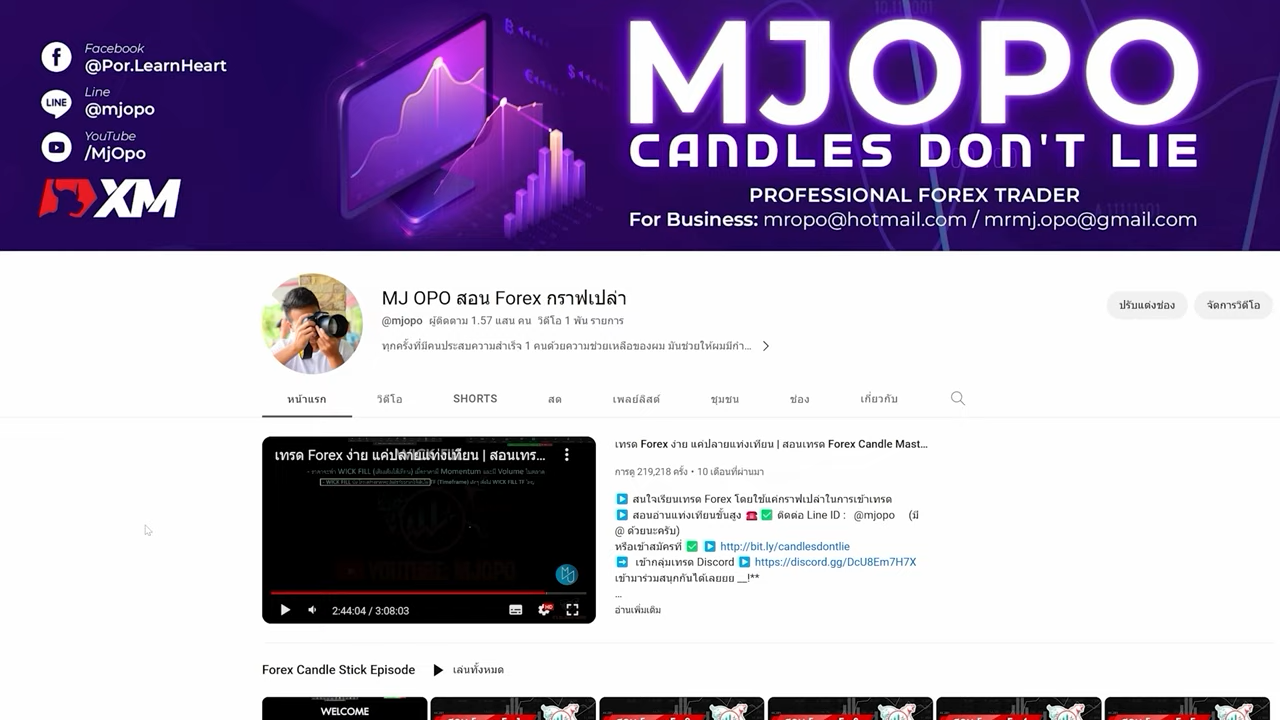 Facebook
@Por.LearnHeart
LINE
Line
@mjopo
YouTube
/MjOpo
XM
MJOPO
CANDLES DON'T LIE
PROFESSIONAL FOREX TRADER
For Business: mropo@hotmail.com / mrmj.opo@gmail.com
MJ OPO สอน Forex กราฟเปล่า
@mjopo ผู้ติดตาม 1.57 แสน คน วิดีโอ 1 พัน รายการ
ทุกครั้งที่มีคนประสบความสำเร็จ 1 คนด้วยความช่วยเหลือของผม มันช่วยให้ผมมีกำ...
ปรับแต่งช่อง
จัดการวิดีโอ
หน้าแรก วิดีโอ SHORTS สด เพลย์ลิสต์ ชุมชน ช่อง เกี่ยวกับ
เทรด Forex ง่าย แค่ปลายแท่งเทียน | สอนเทร...
YOUTUBE: MJOPO
2:44:04 / 3:08:03
HD
เทรด Forex ง่าย แค่ปลายแท่งเทียน | สอนเทรด Forex Candle Mast...
การดู 219,218 ครั้ง • 10 เดือนที่ผ่านมา
สนใจเรียนเทรด Forex โดยใช้แค่กราฟเปล่าในการเข้าเทรด
สอนอ่านแท่งเทียนขั้นสูง ☎️ ✅ ติดต่อ Line ID : @mjopo (มี
@ ด้วยนะครับ)
หรือเข้าสมัครที่ ✅ ▶️ http://bit.ly/candlesdontlie
➡️ เข้ากลุ่มเทรด Discord ▶️ https://discord.gg/DcU8Em7H7X
เข้ามาร่วมสนุกกันได้เลยยย __!**
...
อ่านเพิ่มเติม
Forex Candle Stick Episode เล่นทั้งหมด
WELCOME